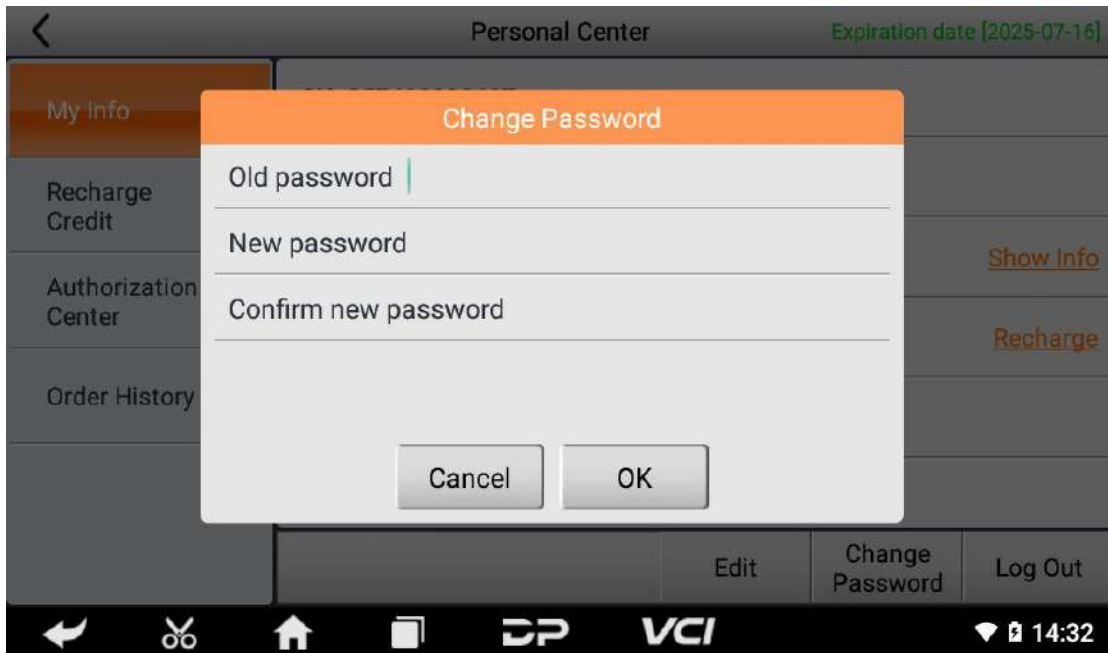 Personal Center
Expiration date [2025-07-16]
My Info
Recharge
Credit
Authorization
Center
Order History
Change Password
Old password
New password
Confirm new password
Cancel
OK
Show Info
Recharge
Edit
Change
Password
Log Out
DP
VCI
14:32